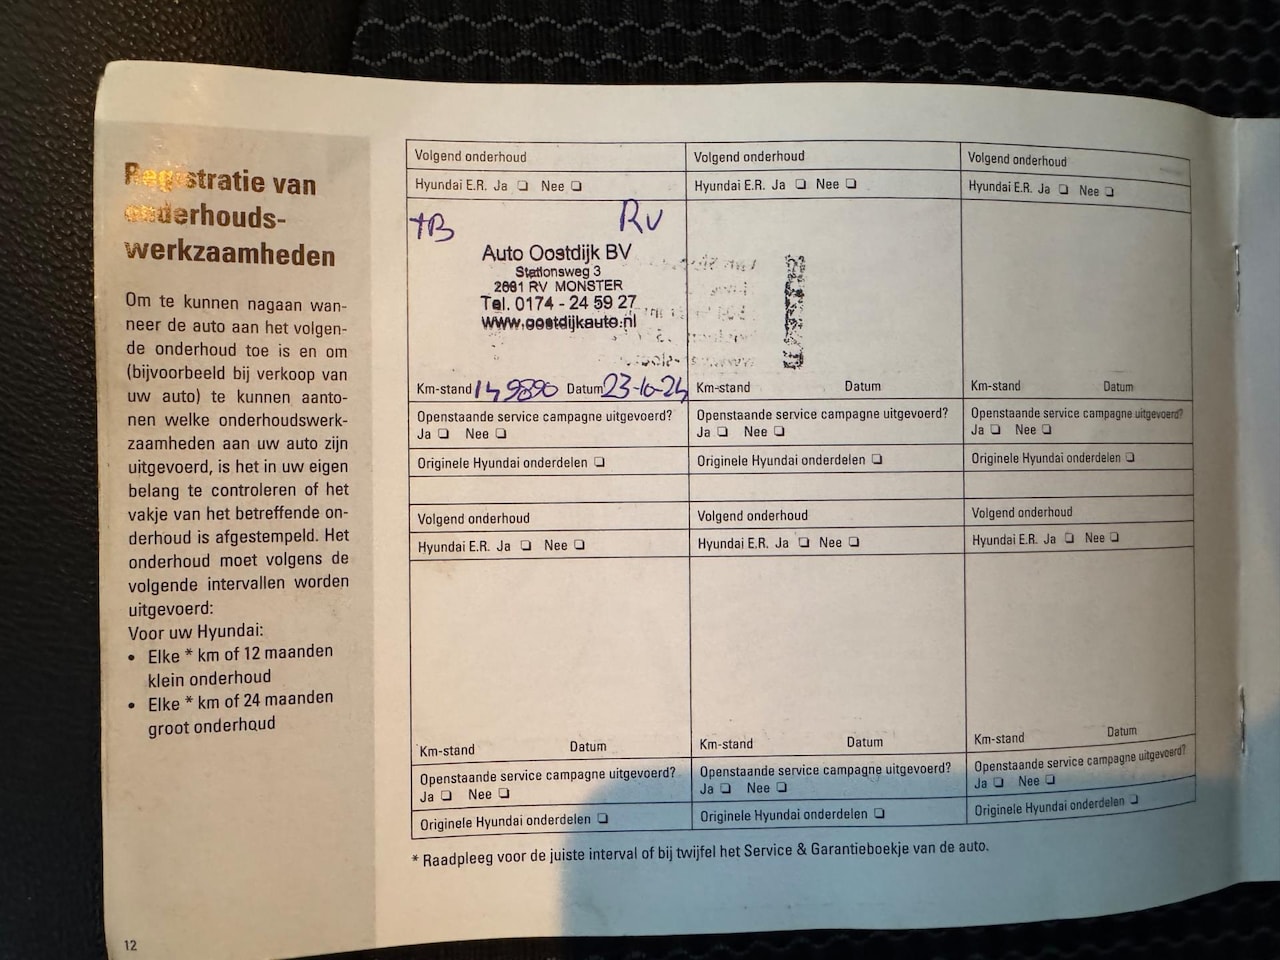 Registratie van
onderhouds-
werkzaamheden
Om te kunnen nagaan wan-
neer de auto aan het volgen-
de onderhoud toe is en om
(bijvoorbeeld bij verkoop van
uw auto) te kunnen aanto-
nen welke onderhoudswerk-
zaamheden aan uw auto zijn
uitgevoerd, is het in uw eigen
belang te controleren of het
vakje van het betreffende on-
derhoud is afgestempeld. Het
onderhoud moet volgens de
volgende intervallen worden
uitgevoerd:
Voor uw Hyundai:
• Elke * km of 12 maanden
klein onderhoud
• Elke * km of 24 maanden
groot onderhoud
12
Volgend onderhoud
Hyundai E.R. Ja ❏ Nee ❏
TB RV
Auto Oostdijk BV
Stationsweg 3
2681 RV MONSTER
Tel. 0174 - 24 59 27
www.oostdijkauto.nl
Km-stand 149890 Datum 23-10-24
Openstaande service campagne uitgevoerd?
Ja ❏ Nee ❏
Originele Hyundai onderdelen ❏
Volgend onderhoud
Hyundai E.R. Ja ❏ Nee ❏
Km-stand Datum
Openstaande service campagne uitgevoerd?
Ja ❏ Nee ❏
Originele Hyundai onderdelen ❏
Volgend onderhoud
Hyundai E.R. Ja ❏ Nee ❏
Km-stand Datum
Openstaande service campagne uitgevoerd?
Ja ❏ Nee ❏
Originele Hyundai onderdelen ❏
Volgend onderhoud
Hyundai E.R. Ja ❏ Nee ❏
Km-stand Datum
Openstaande service campagne uitgevoerd?
Ja ❏ Nee ❏
Originele Hyundai onderdelen ❏
Volgend onderhoud
Hyundai E.R. Ja ❏ Nee ❏
Km-stand Datum
Openstaande service campagne uitgevoerd?
Ja ❏ Nee ❏
Originele Hyundai onderdelen ❏
Volgend onderhoud
Hyundai E.R. Ja ❏ Nee ❏
Km-stand Datum
Openstaande service campagne uitgevoerd?
Ja ❏ Nee ❏
Originele Hyundai onderdelen ❏
* Raadpleeg voor de juiste interval of bij twijfel het Service & Garantieboekje van de auto.